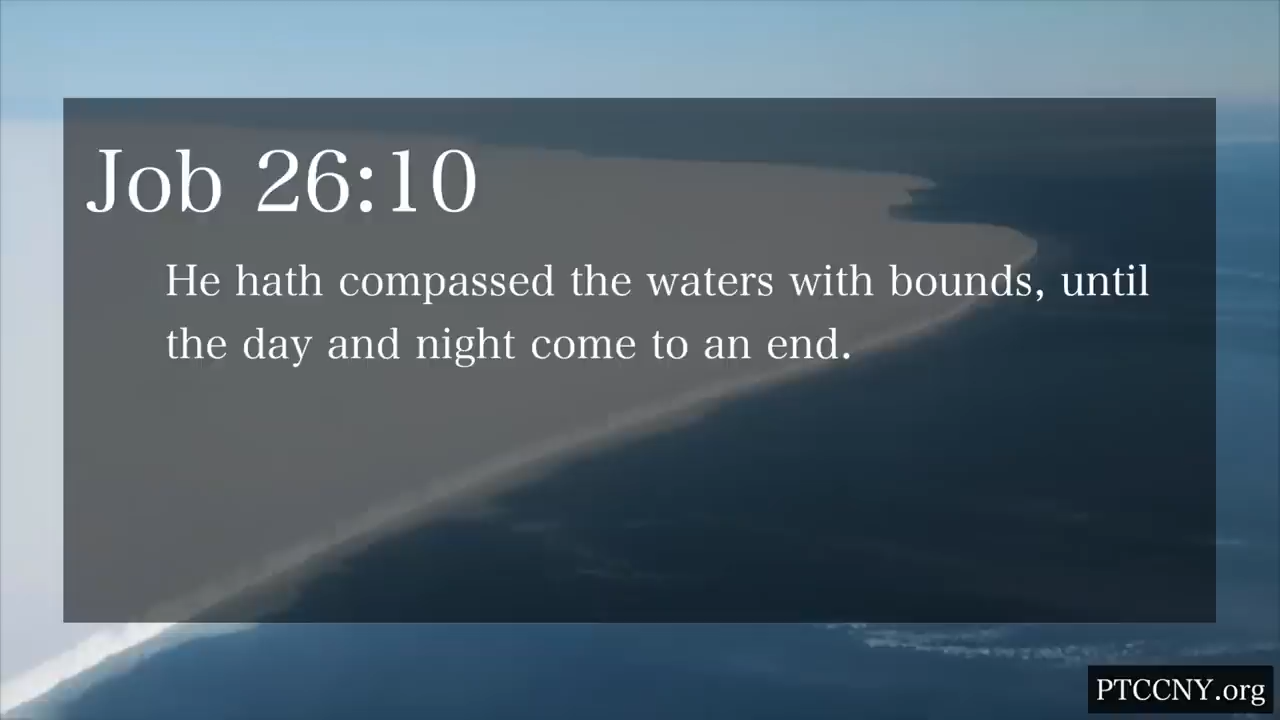 Job 26:10
He hath compassed the waters with bounds, until
the day and night come to an end.
PTCCNY.org